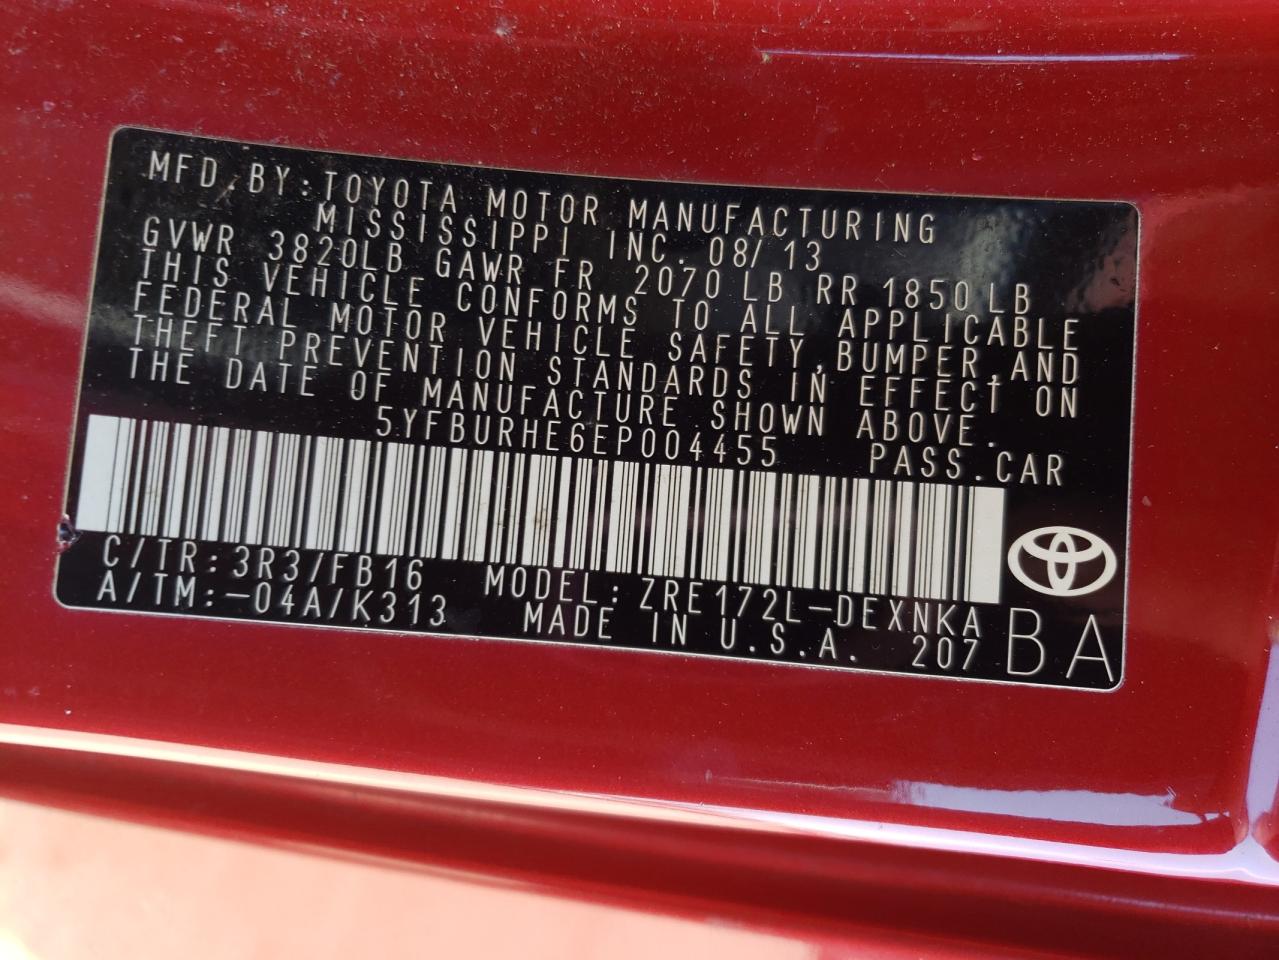 MFD.BY:TOYOTA MOTOR MANUFACTURING
MISSISSIPPI INC. 08/13
GVWR 3820LB GAWR FR 2070 LB RR 1850 LB
THIS VEHICLE CONFORMS TO ALL APPLICABLE
FEDERAL MOTOR VEHICLE SAFETY,BUMPER,AND
THEFT PREVENTION STANDARDS IN EFFECT ON
THE DATE OF MANUFACTURE SHOWN ABOVE.
5YFBURHE6EP004455 PASS.CAR
C/TR:3R3/FB16 MODEL:ZRE172L-DEXNKA
A/TM:-04A/K313 MADE IN U.S.A. 207 BA